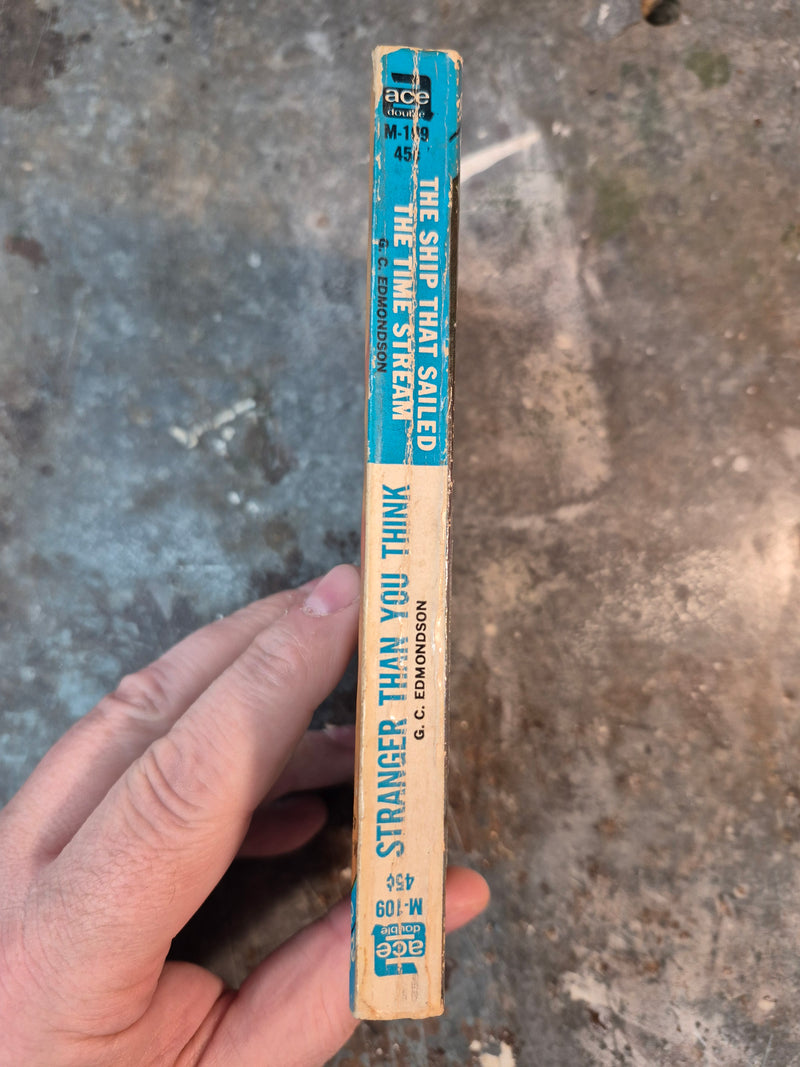 ace
double
M-109
45¢
THE SHIP THAT SAILED
THE TIME STREAM
G. C. EDMONDSON
STRANGER THAN YOU THINK
G. C. EDMONDSON
45¢
M-109
ace
double